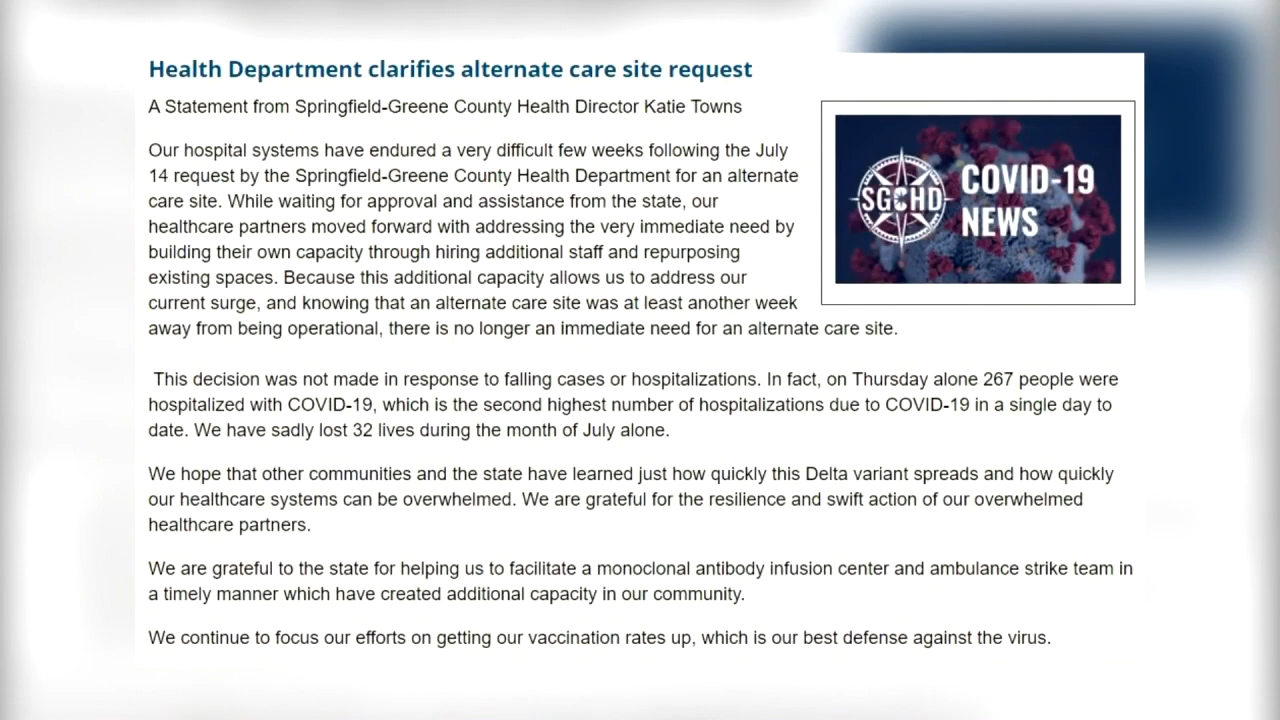 Health Department clarifies alternate care site request
A Statement from Springfield-Greene County Health Director Katie Towns
Our hospital systems have endured a very difficult few weeks following the July
14 request by the Springfield-Greene County Health Department for an alternate
care site. While waiting for approval and assistance from the state, our
healthcare partners moved forward with addressing the very immediate need by
building their own capacity through hiring additional staff and repurposing
existing spaces. Because this additional capacity allows us to address our
current surge, and knowing that an alternate care site was at least another week
away from being operational, there is no longer an immediate need for an alternate care site.
SGCHD
COVID-19
NEWS
This decision was not made in response to falling cases or hospitalizations. In fact, on Thursday alone 267 people were
hospitalized with COVID-19, which is the second highest number of hospitalizations due to COVID-19 in a single day to
date. We have sadly lost 32 lives during the month of July alone.
We hope that other communities and the state have learned just how quickly this Delta variant spreads and how quickly
our healthcare systems can be overwhelmed. We are grateful for the resilience and swift action of our overwhelmed
healthcare partners.
We are grateful to the state for helping us to facilitate a monoclonal antibody infusion center and ambulance strike team in
a timely manner which have created additional capacity in our community.
We continue to focus our efforts on getting our vaccination rates up, which is our best defense against the virus.